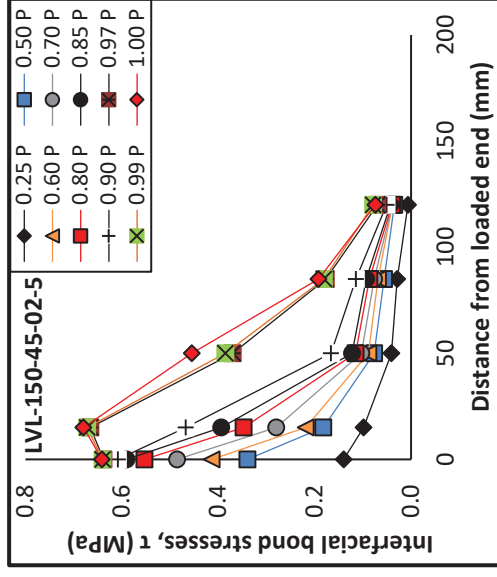 LVL-150-45-02-5
0.25 P
0.50 P
0.60 P
0.70 P
0.80 P
0.85 P
0.90 P
0.97 P
0.99 P
1.00 P
Interfacial bond stresses, τ (MPa)
0.8
0.6
0.4
0.2
0.0
0
50
100
150
200
Distance from loaded end (mm)